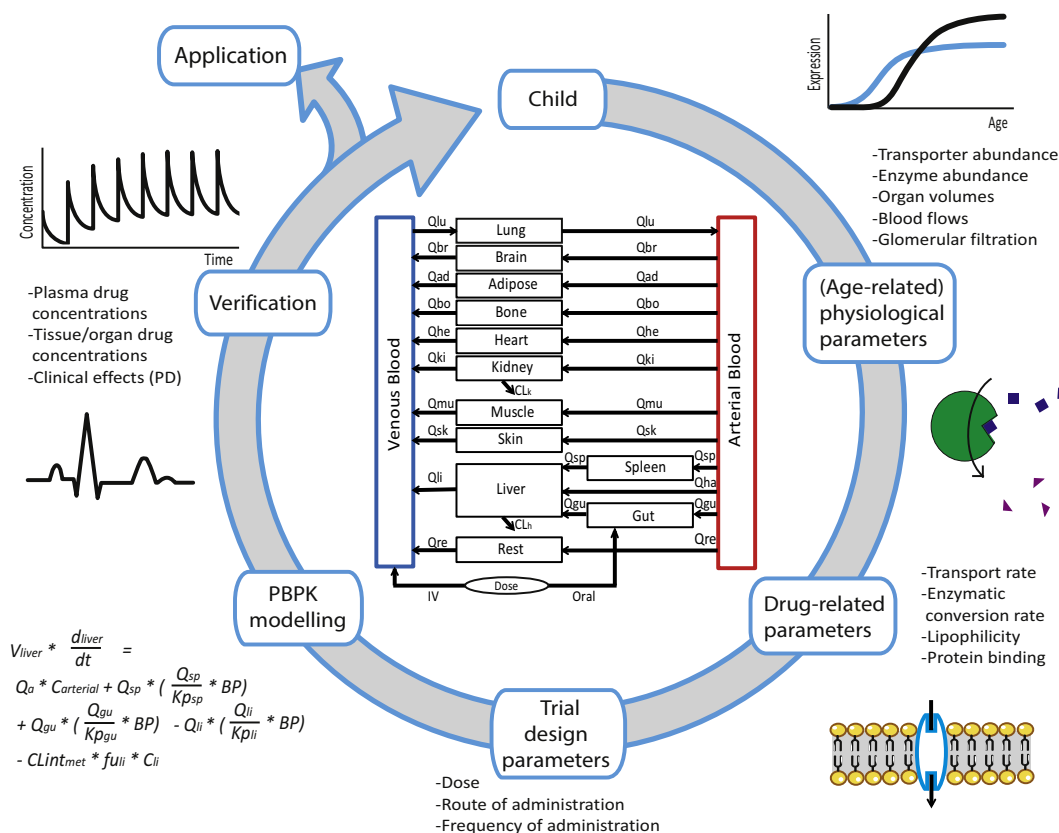 Application
Child
Expression
Age
-Transporter abundance
-Enzyme abundance
-Organ volumes
-Blood flows
-Glomerular filtration
(Age-related)
physiological
parameters
Drug-related
parameters
-Transport rate
-Enzymatic
conversion rate
-Lipophilicity
-Protein binding
Trial
design
parameters
-Dose
-Route of administration
-Frequency of administration
PBPK
modelling
Vliver * dliver/dt =
Qa * Carterial + Qsp * ( Qsp/Kpsp * BP)
+ Qgu * ( Qgu/Kpgu * BP) - Qli * ( Qli/Kpli * BP)
- CLintmet * fuli * Cli
Verification
Concentration
Time
-Plasma drug
concentrations
-Tissue/organ drug
concentrations
-Clinical effects (PD)
Venous Blood
Arterial Blood
Qlu Lung Qlu
Qbr Brain Qbr
Qad Adipose Qad
Qbo Bone Qbo
Qhe Heart Qhe
Qki Kidney Qki
CLk
Qmu Muscle Qmu
Qsk Skin Qsk
Qsp Spleen Qsp
Qli Liver Qha
Qgu Gut Qgu
CLh
Qre Rest Qre
IV Dose Oral